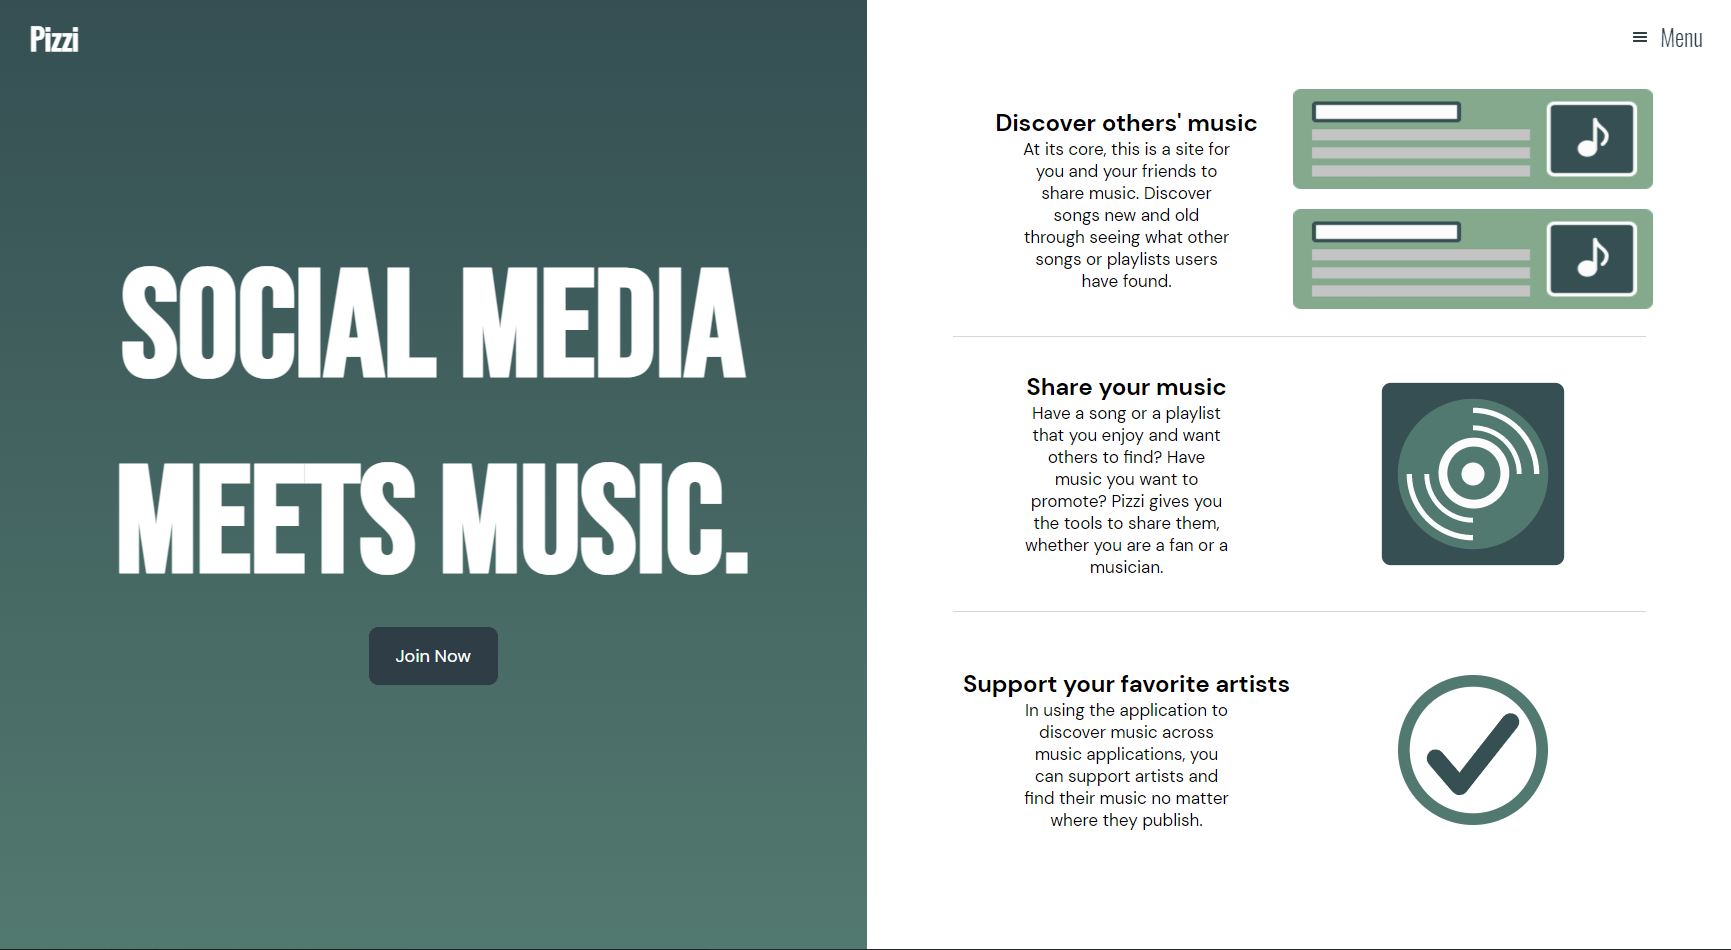 Pizzi
Menu
SOCIAL MEDIA
MEETS MUSIC.
Join Now
Discover others' music
At its core, this is a site for
you and your friends to
share music. Discover
songs new and old
through seeing what other
songs or playlists users
have found.
Share your music
Have a song or a playlist
that you enjoy and want
others to find? Have
music you want to
promote? Pizzi gives you
the tools to share them,
whether you are a fan or a
musician.
Support your favorite artists
In using the application to
discover music across
music applications, you
can support artists and
find their music no matter
where they publish.